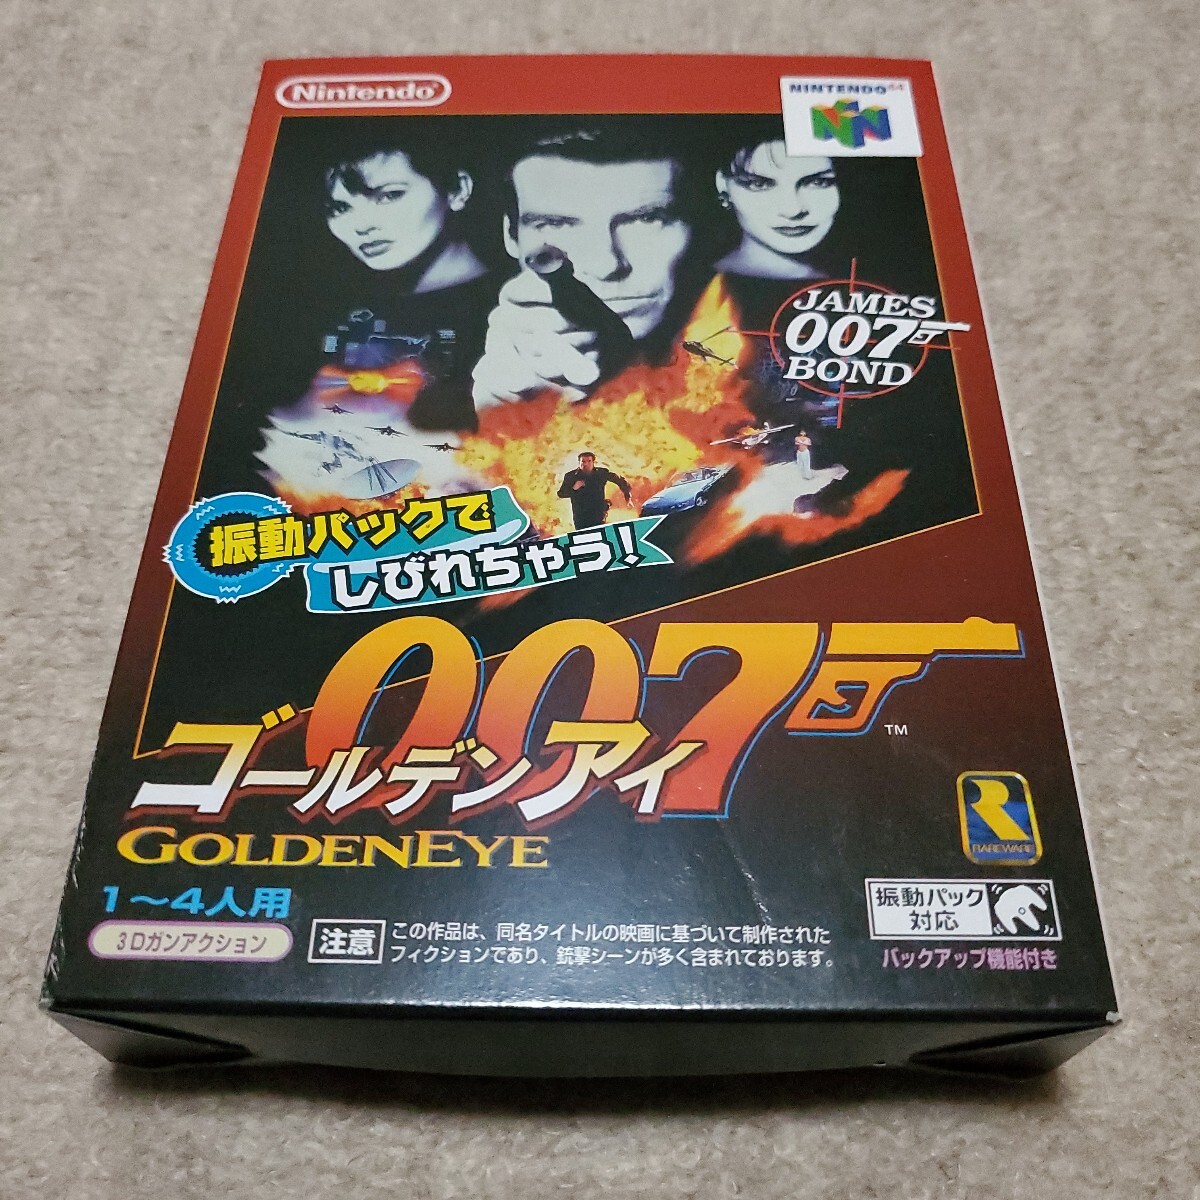 Nintendo
NINTENDO64
JAMES
007
BOND
振動パックで
しびれちゃう!
007
TM
ゴールデンアイ
GOLDENEYE
RAREWARE
1〜4人用
3Dガンアクション
注意
この作品は、同名タイトルの映画に基づいて制作された
フィクションであり、銃撃シーンが多く含まれております。
振動パック
対応
バックアップ機能付き